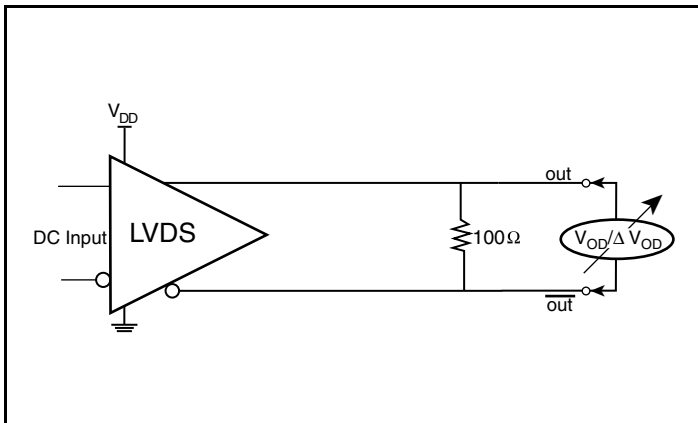 V_DD
out
DC Input
LVDS
100Ω
V_OD/Δ V_OD
out